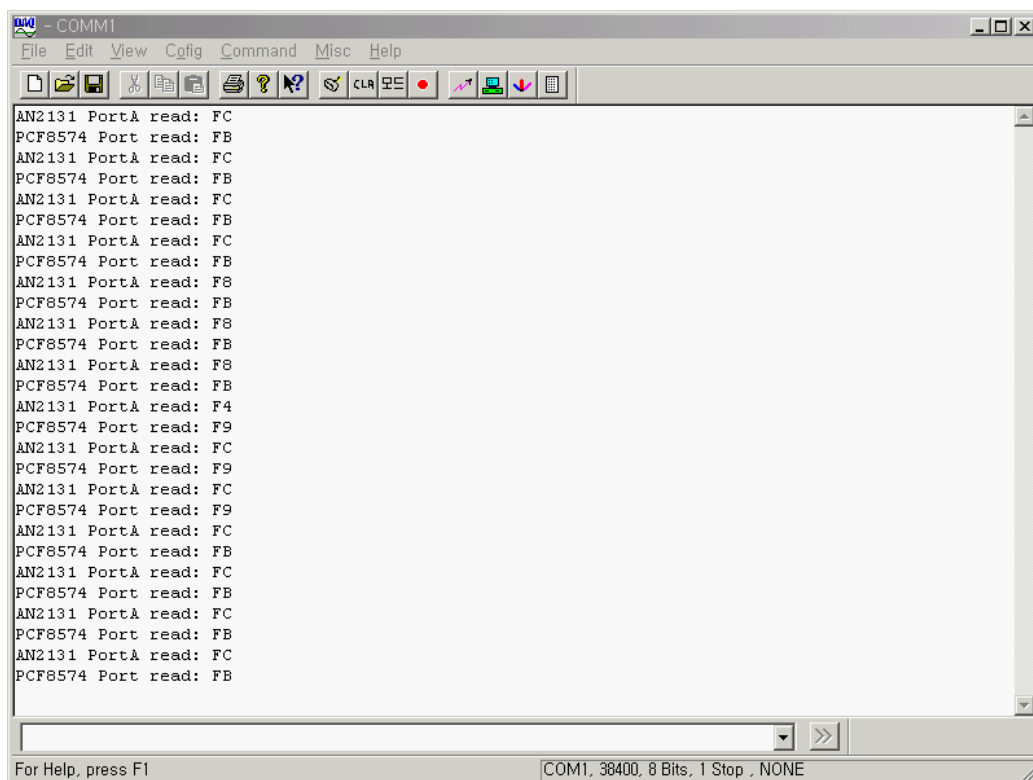 DAQ - COMM1
File Edit View Cofig Command Misc Help
CLR 모드
AN2131 PortA read: FC
PCF8574 Port read: FB
AN2131 PortA read: FC
PCF8574 Port read: FB
AN2131 PortA read: FC
PCF8574 Port read: FB
AN2131 PortA read: FC
PCF8574 Port read: FB
AN2131 PortA read: F8
PCF8574 Port read: FB
AN2131 PortA read: F8
PCF8574 Port read: FB
AN2131 PortA read: F8
PCF8574 Port read: FB
AN2131 PortA read: F4
PCF8574 Port read: F9
AN2131 PortA read: FC
PCF8574 Port read: F9
AN2131 PortA read: FC
PCF8574 Port read: F9
AN2131 PortA read: FC
PCF8574 Port read: FB
AN2131 PortA read: FC
PCF8574 Port read: FB
AN2131 PortA read: FC
PCF8574 Port read: FB
AN2131 PortA read: FC
PCF8574 Port read: FB
For Help, press F1 COM1, 38400, 8 Bits, 1 Stop , NONE